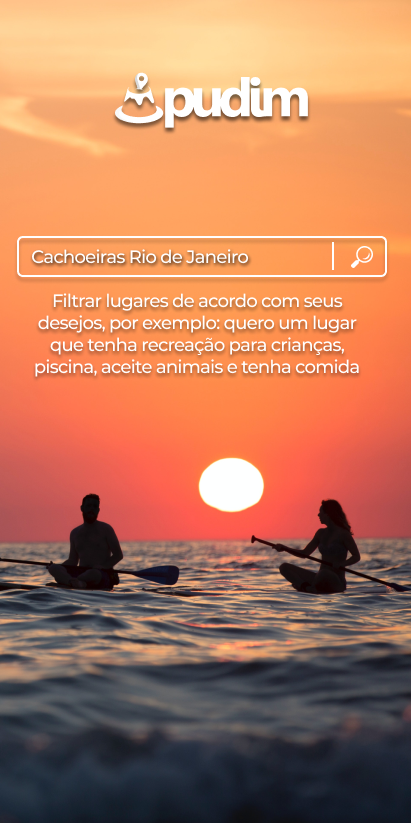 pudim
Cachoeiras Rio de Janeiro
Filtrar lugares de acordo com seus
desejos, por exemplo: quero um lugar
que tenha recreação para crianças,
piscina, aceite animais e tenha comida